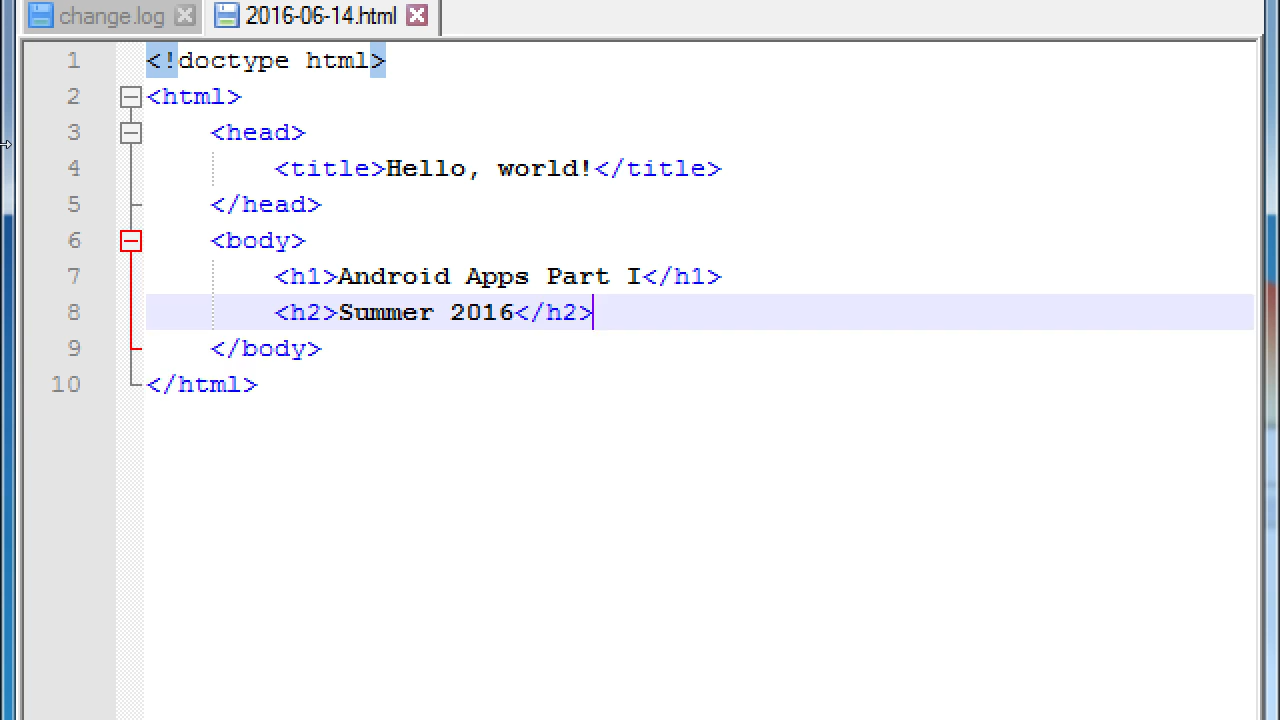 change.log 2016-06-14.html
1 <!doctype html>
2 <html>
3 <head>
4 <title>Hello, world!</title>
5 </head>
6 <body>
7 <h1>Android Apps Part I</h1>
8 <h2>Summer 2016</h2>
9 </body>
10 </html>